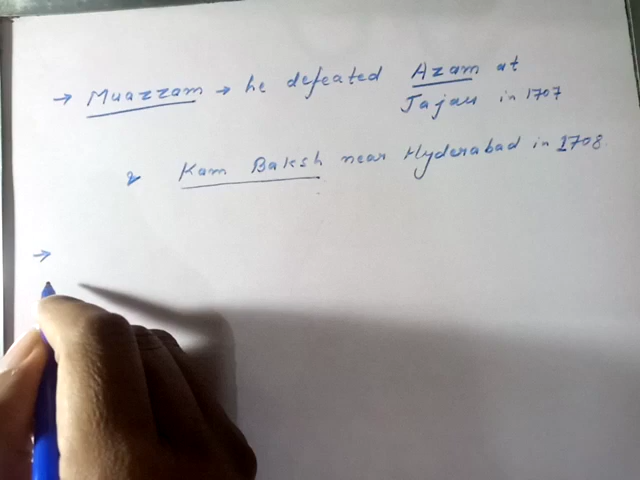 → Muazzam → he defeated Azam at
Jajau in 1707
& Kam Baksh near Hyderabad in 1708.
→